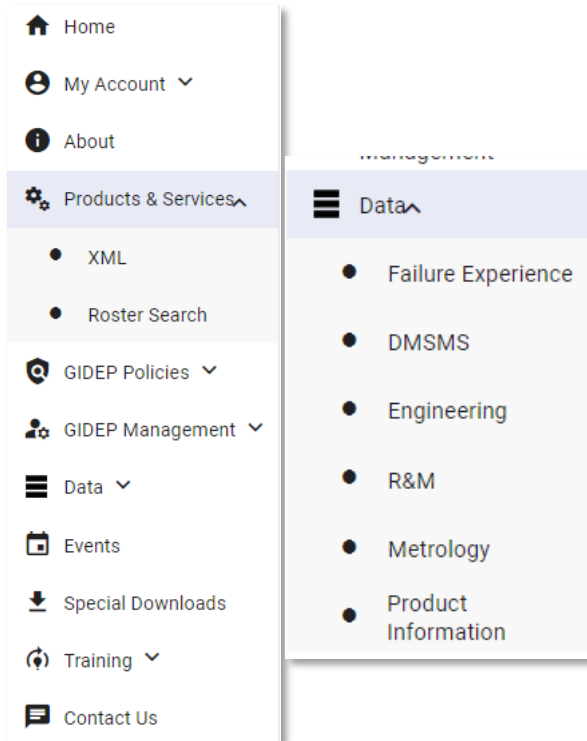 Home
My Account
About
Products & Services
XML
Roster Search
GIDEP Policies
GIDEP Management
Data
Events
Special Downloads
Training
Contact Us
Management
Data
Failure Experience
DMSMS
Engineering
R&M
Metrology
Product
Information